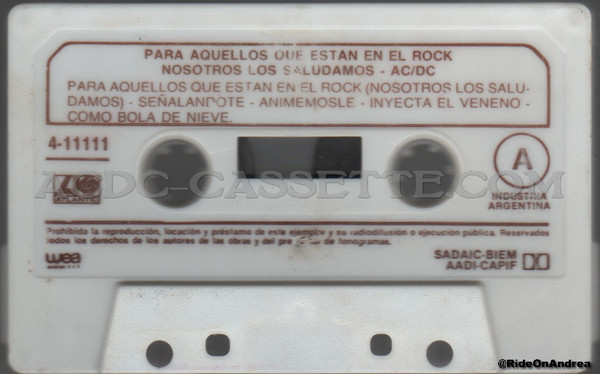 PARA AQUELLOS QUE ESTAN EN EL ROCK
NOSOTROS LOS SALUDAMOS - AC/DC
PARA AQUELLOS QUE ESTAN EN EL ROCK (NOSOTROS LOS SALU-
DAMOS) - SEÑALANDOTE - ANIMEMOSLE - INYECTA EL VENENO -
COMO BOLA DE NIEVE.
4-11111
A
ACDC-CASSETTE.COM
ATLANTIC
INDUSTRIA
ARGENTINA
Prohibida la reproducción, locación y préstamo de este ejemplar y su radiodifusión o ejecución pública. Reservados
todos los derechos de los autores de las obras y del de fonogramas.
wea
SADAIC-BIEM
AADI-CAPIF
@RideOnAndrea